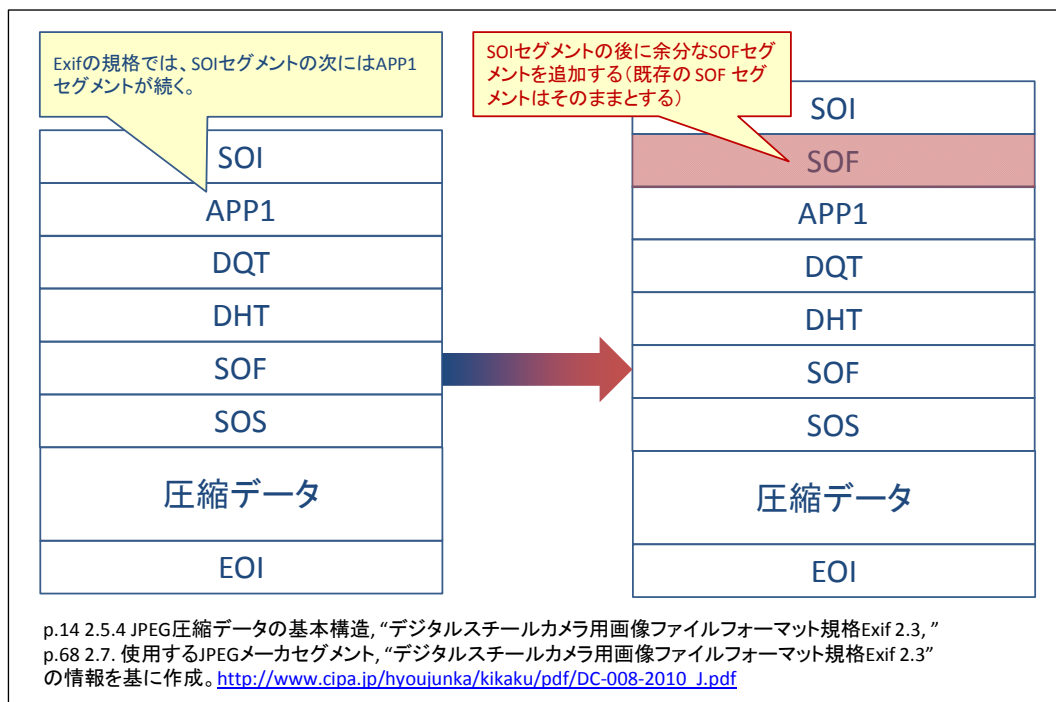 Exifの規格では、SOIセグメントの次にはAPP1
セグメントが続く。
SOI
APP1
DQT
DHT
SOF
SOS
圧縮データ
EOI
SOIセグメントの後に余分なSOFセグ
メントを追加する(既存の SOF セグ
メントはそのままとする)
SOI
SOF
APP1
DQT
DHT
SOF
SOS
圧縮データ
EOI
p.14 2.5.4 JPEG圧縮データの基本構造, “デジタルスチールカメラ用画像ファイルフォーマット規格Exif 2.3, ”
p.68 2.7. 使用するJPEGメーカセグメント, “デジタルスチールカメラ用画像ファイルフォーマット規格Exif 2.3”
の情報を基に作成。http://www.cipa.jp/hyoujunka/kikaku/pdf/DC-008-2010_J.pdf